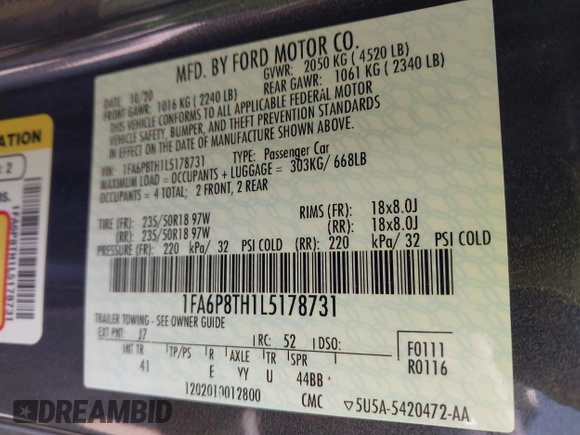 MFD. BY FORD MOTOR CO.
10/20 GVWR: 2050 KG ( 4520 LB)
FRONT GAWR: 1016 KG ( 2240 LB) REAR GAWR: 1061 KG ( 2340 LB)
THIS VEHICLE CONFORMS TO ALL APPLICABLE FEDERAL MOTOR
VEHICLE SAFETY, BUMPER, AND THEFT PREVENTION STANDARDS
IN EFFECT ON THE DATE OF MANUFACTURE SHOWN ABOVE.
VIN: 1FA6P8TH1L5178731 TYPE: Passenger Car
MAXIMUM LOAD = OCCUPANTS + LUGGAGE = 303KG/ 668LB
OCCUPANTS = 4 TOTAL; 2 FRONT, 2 REAR
TIRE (FR): 235/50R18 97W RIMS (FR): 18x8.0J
(RR): 235/50R18 97W (RR): 18x8.0J
PRESSURE (FR): 220 kPa/ 32 PSI COLD (RR): 220 kPa/ 32 PSI COLD
1FA6P8TH1L5178731
TRAILER TOWING - SEE OWNER GUIDE
EXT PNT: J7 RC: 52 DSO: F0111
R0116
INT TR TP/PS R AXLE TR SPR
41 E YY U 44BB
1202010012800 CMC ▽5U5A-5420472-AA
ATION
: 2
OS.
1FA6P8TH1L5178731
DREAMBID